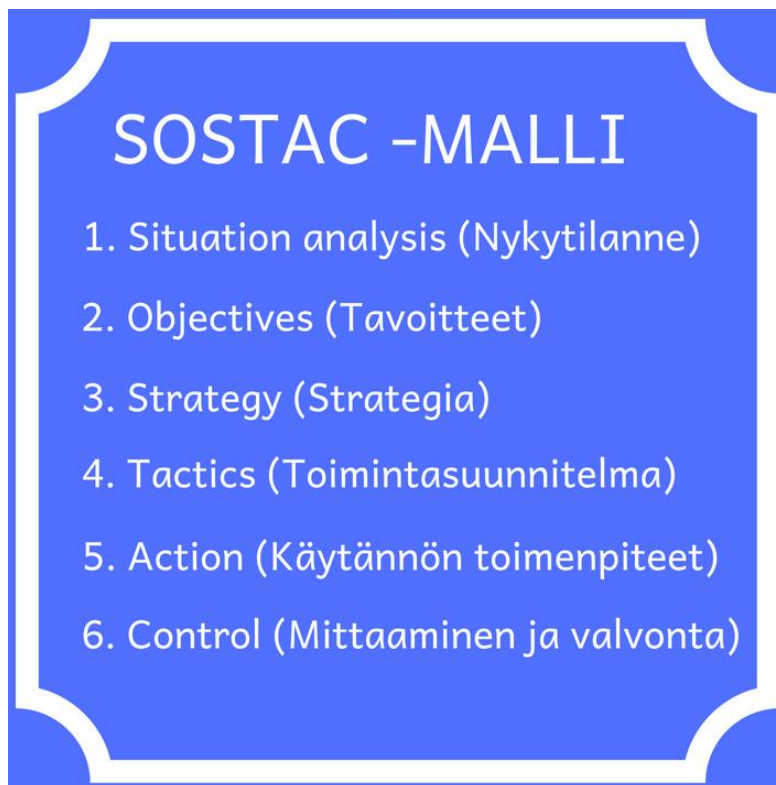 SOSTAC -MALLI
1. Situation analysis (Nykytilanne)
2. Objectives (Tavoitteet)
3. Strategy (Strategia)
4. Tactics (Toimintasuunnitelma)
5. Action (Käytännön toimenpiteet)
6. Control (Mittaaminen ja valvonta)